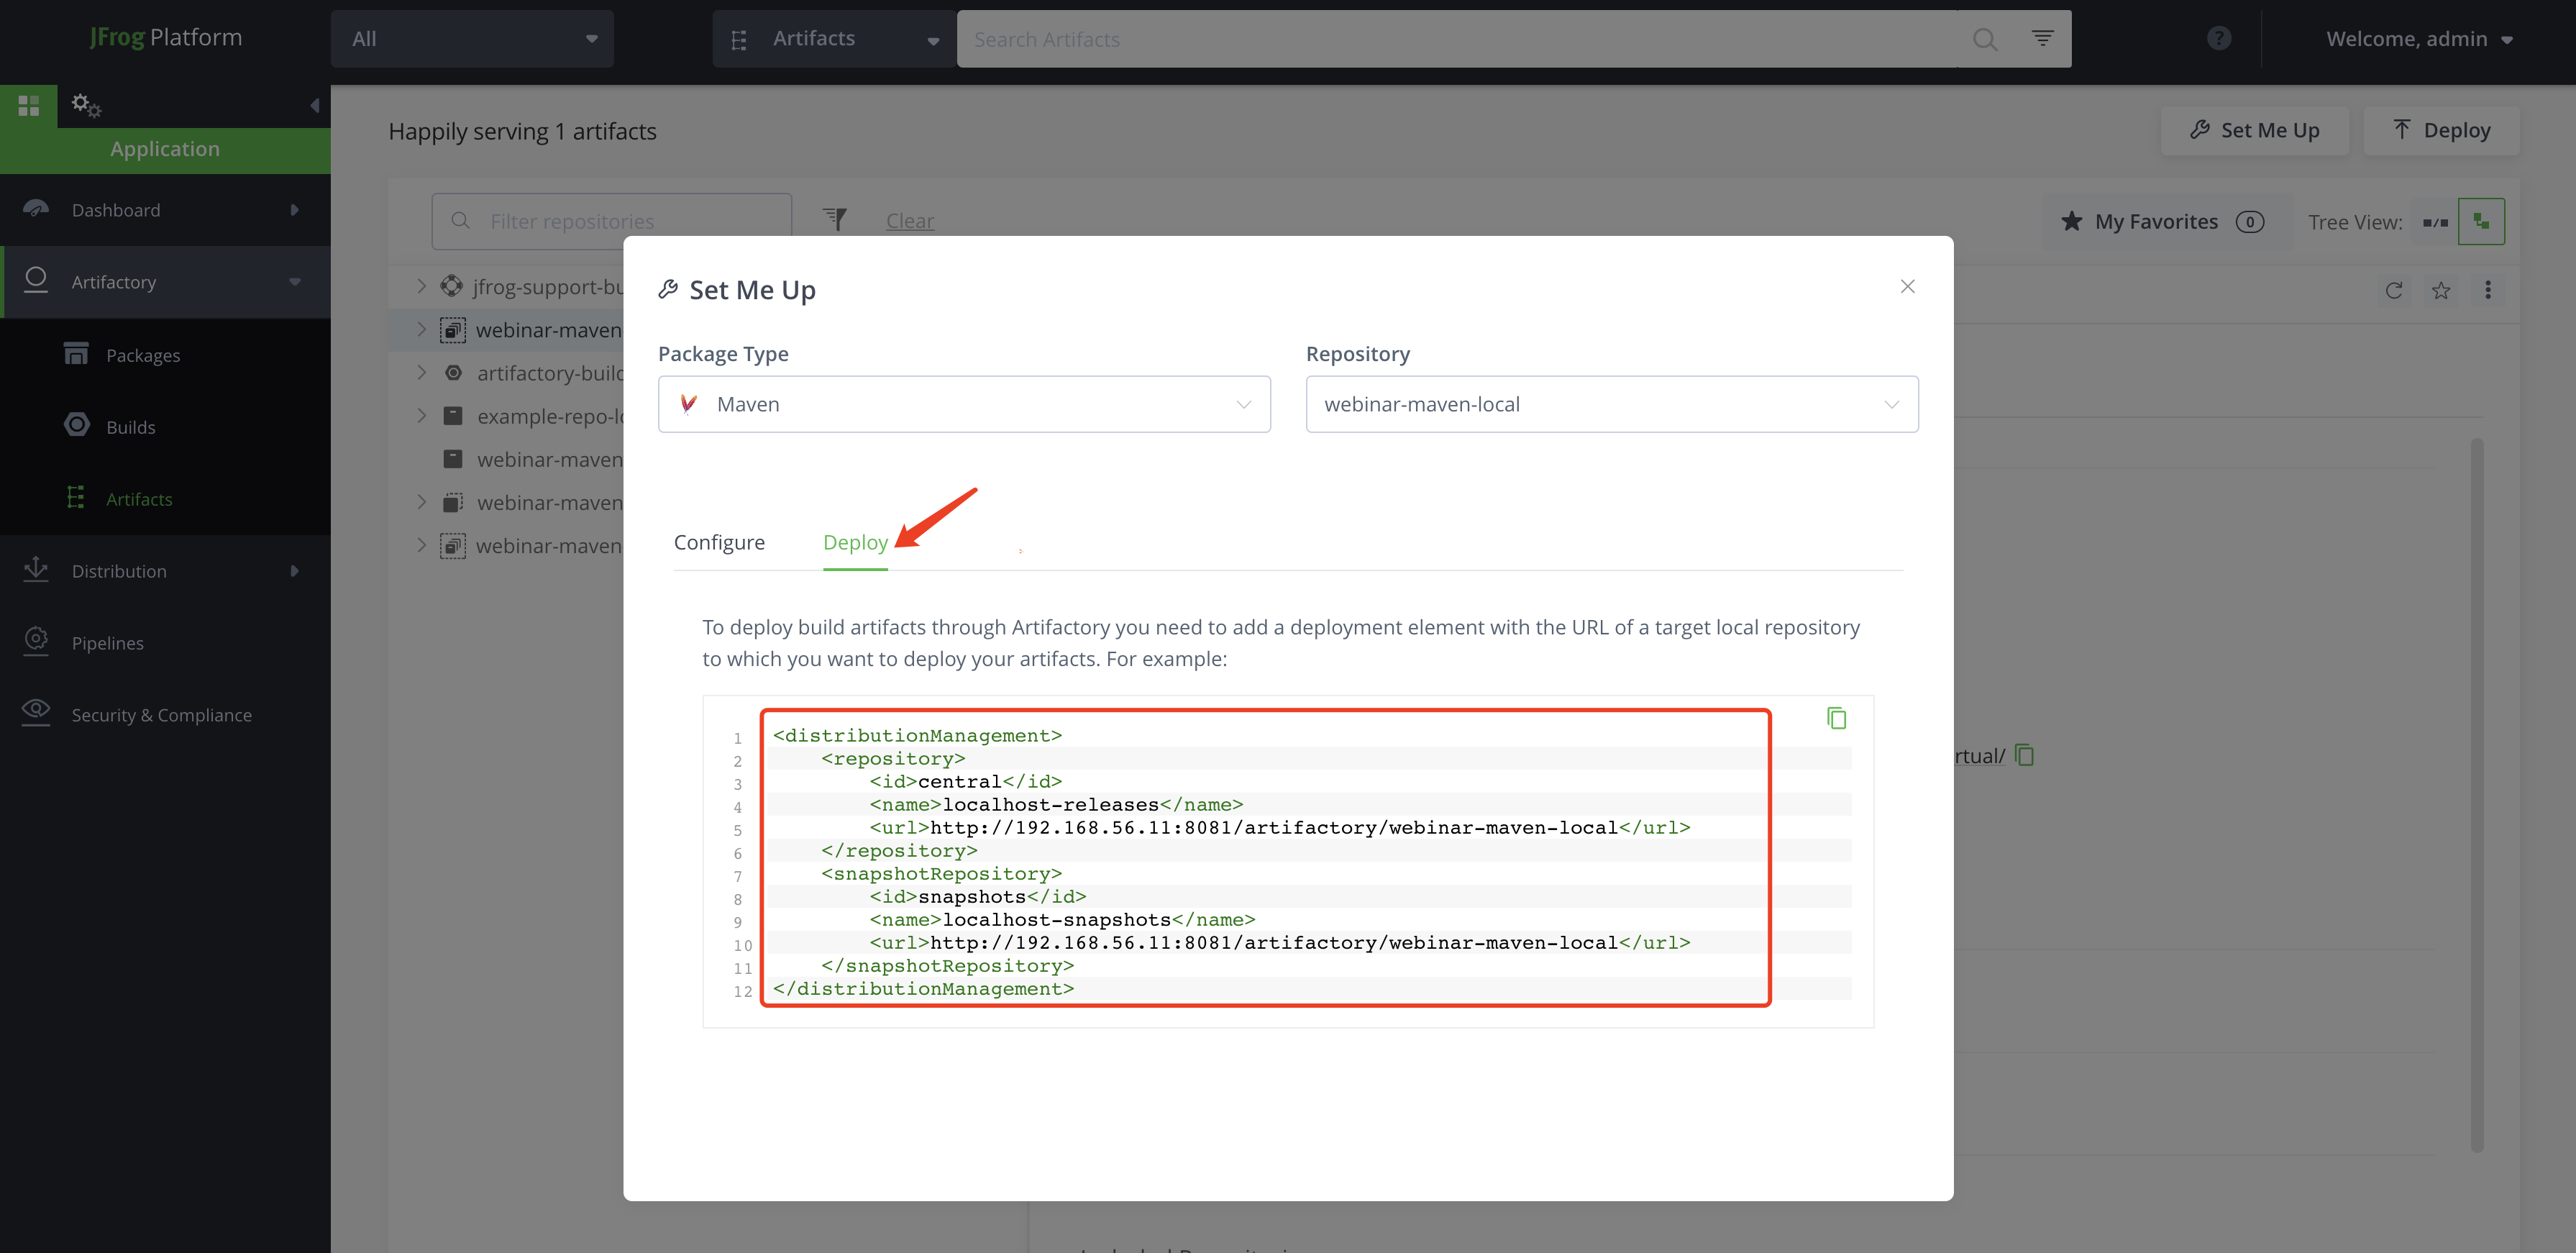 JFrog Platform
All
Artifacts
Search Artifacts
?
Welcome, admin
Application
Happily serving 1 artifacts
Set Me Up
Deploy
Dashboard
Filter repositories
Clear
My Favorites 0
Tree View:
Artifactory
Packages
Builds
Artifacts
Distribution
Pipelines
Security & Compliance
jfrog-support-bu
webinar-maven
artifactory-build
example-repo-lo
webinar-maven
webinar-maven
webinar-maven
Set Me Up
Package Type
Repository
Maven
webinar-maven-local
Configure
Deploy
To deploy build artifacts through Artifactory you need to add a deployment element with the URL of a target local repository
to which you want to deploy your artifacts. For example:
1 <distributionManagement>
2 <repository>
3 <id>central</id>
4 <name>localhost-releases</name>
5 <url>http://192.168.56.11:8081/artifactory/webinar-maven-local</url>
6 </repository>
7 <snapshotRepository>
8 <id>snapshots</id>
9 <name>localhost-snapshots</name>
10 <url>http://192.168.56.11:8081/artifactory/webinar-maven-local</url>
11 </snapshotRepository>
12 </distributionManagement>
rtual/